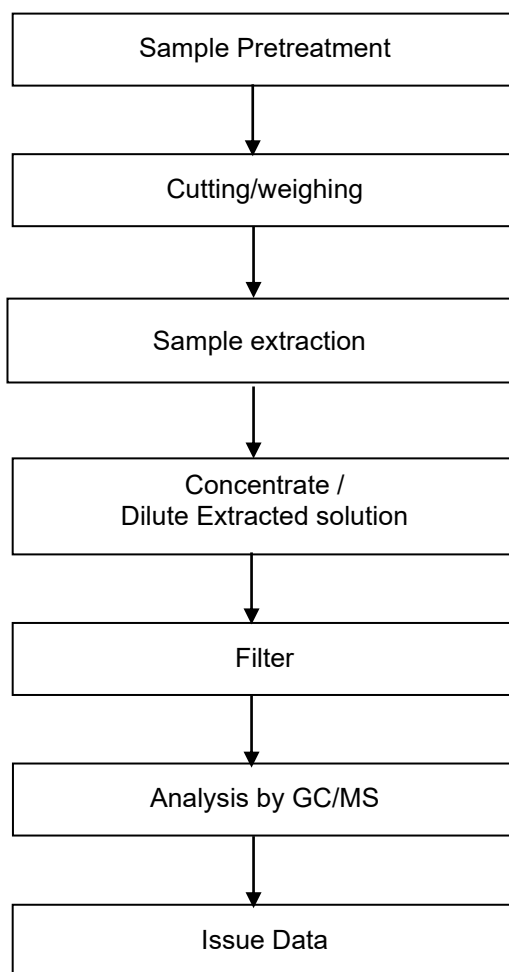 Sample Pretreatment
Cutting/weighing
Sample extraction
Concentrate /
Dilute Extracted solution
Filter
Analysis by GC/MS
Issue Data